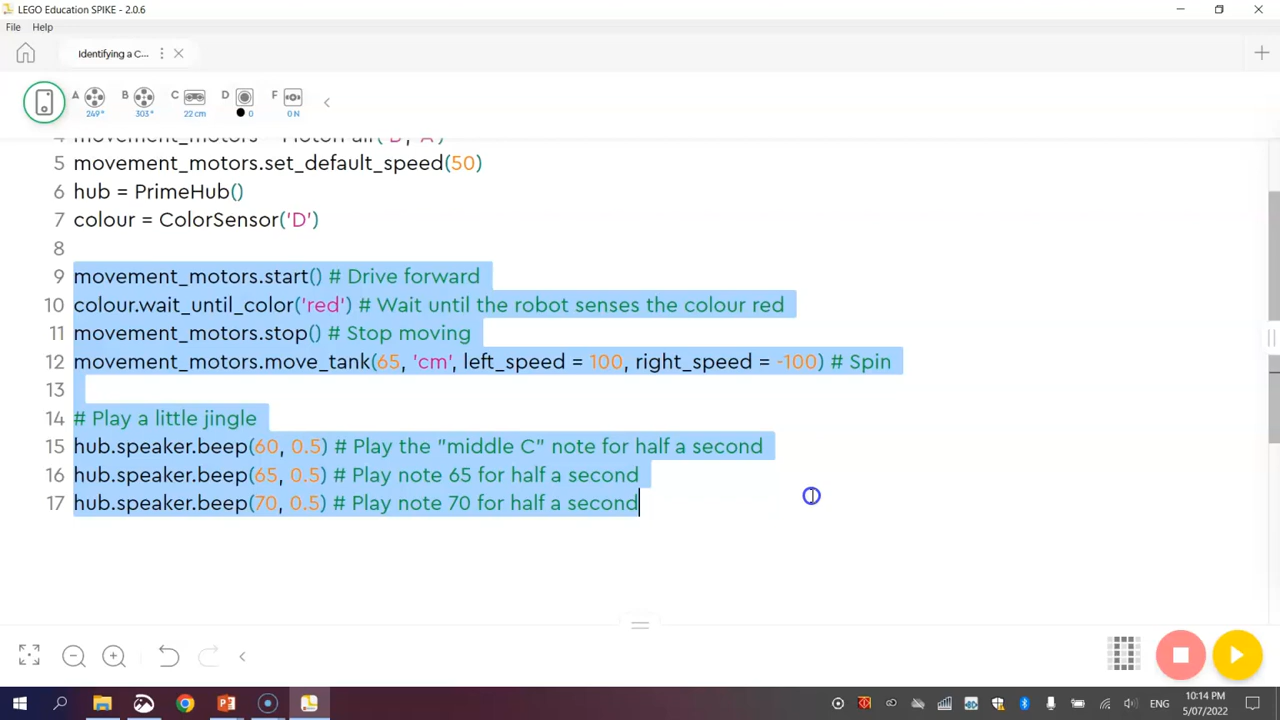 LEGO Education SPIKE - 2.0.6
File Help
Identifying a C...
A B C D F
249° 303° 22 cm 0 0 N
4 movement_motors = MotorPair('B', 'A')
5 movement_motors.set_default_speed(50)
6 hub = PrimeHub()
7 colour = ColorSensor('D')
8
9 movement_motors.start() # Drive forward
10 colour.wait_until_color('red') # Wait until the robot senses the colour red
11 movement_motors.stop() # Stop moving
12 movement_motors.move_tank(65, 'cm', left_speed = 100, right_speed = -100) # Spin
13
14 # Play a little jingle
15 hub.speaker.beep(60, 0.5) # Play the "middle C" note for half a second
16 hub.speaker.beep(65, 0.5) # Play note 65 for half a second
17 hub.speaker.beep(70, 0.5) # Play note 70 for half a second
ENG
10:14 PM
5/07/2022